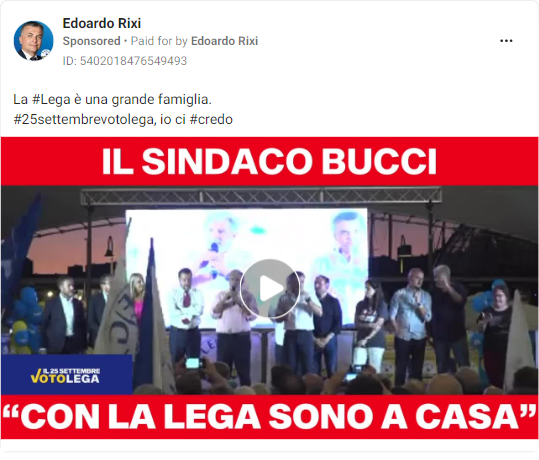 Edoardo Rixi
Sponsored • Paid for by Edoardo Rixi
ID: 5402018476549493
La #Lega è una grande famiglia.
#25settembrevotolega, io ci #credo
IL SINDACO BUCCI
IL 25 SETTEMBRE
VOTOLEGA
“CON LA LEGA SONO A CASA”